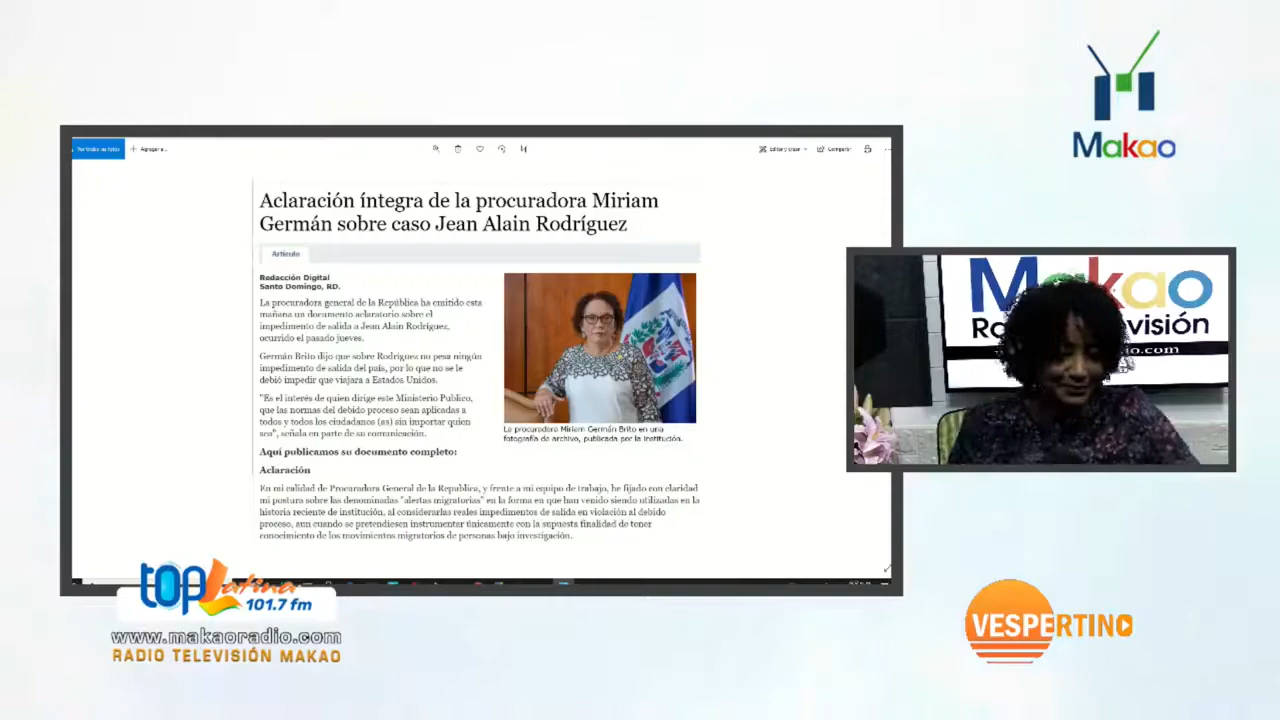 Makao
Ver todas las fotos
Agregar a
Editar y crear
Compartir
Aclaración íntegra de la procuradora Miriam
Germán sobre caso Jean Alain Rodríguez
Artículo
Redacción Digital
Santo Domingo, RD.
La procuradora general de la República ha emitido esta
mañana un documento aclaratorio sobre el
impedimento de salida a Jean Alain Rodríguez,
ocurrido el pasado jueves.
Germán Brito dijo que sobre Rodríguez no pesa ningún
impedimento de salida del país, por lo que no se le
debió impedir que viajara a Estados Unidos.
"Es el interés de quien dirige este Ministerio Publico,
que las normas del debido proceso sean aplicadas a
todos y todos los ciudadanos (as) sin importar quien
sea", señala en parte de su comunicación.
La procuradora Miriam Germán Brito en una
fotografía de archivo, publicada por la institución.
Aquí publicamos su documento completo:
Aclaración
En mi calidad de Procuradora General de la Republica, y frente a mi equipo de trabajo, he fijado con claridad
mi postura sobre las denominadas "alertas migratorias" en la forma en que han venido siendo utilizadas en la
historia reciente de institución, al considerarlas reales impedimentos de salida en violación al debido
proceso, aun cuando se pretendiesen instrumentar únicamente con la supuesta finalidad de tener
conocimiento de los movimientos migratorios de personas bajo investigación.
Makao
.com
top Latina
101.7 fm
www.makaoradio.com
RADIO TELEVISIÓN MAKAO
VESPERTINO